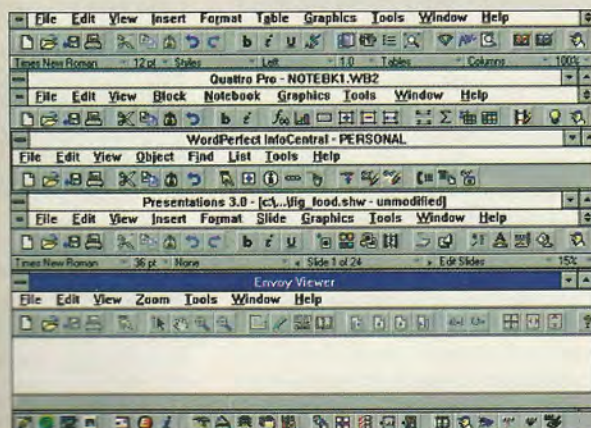 File Edit View Insert Format Table Graphics Tools Window Help
b i u
Times New Roman 12 pt Styles Left 1.0 Tables Columns 100%
Quattro Pro - NOTEBK1.WB2
File Edit View Block Notebook Graphics Tools Window Help
b i
WordPerfect InfoCentral - PERSONAL
File Edit View Object Find List Tools Help
Presentations 3.0 - [c:\...\fig_food.shw - unmodified]
File Edit View Insert Format Slide Graphics Tools Window Help
b i u
Times New Roman 36 pt None Slide 1 of 24 Edit Slides 15%
Envoy Viewer
File Edit View Zoom Tools Window Help